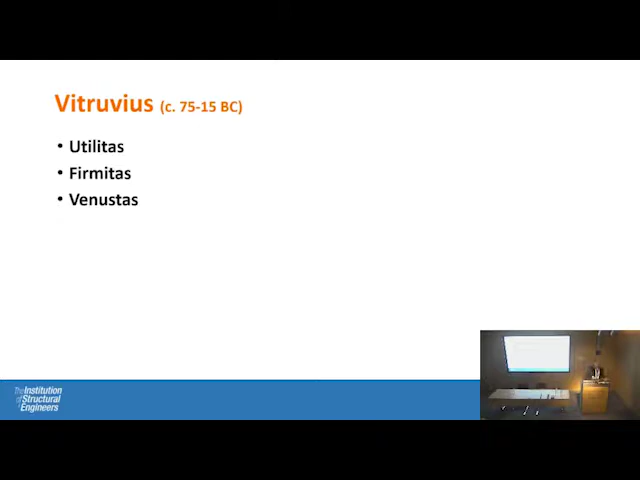 Vitruvius (c. 75-15 BC)
• Utilitas
• Firmitas
• Venustas
The Institution
of Structural
Engineers